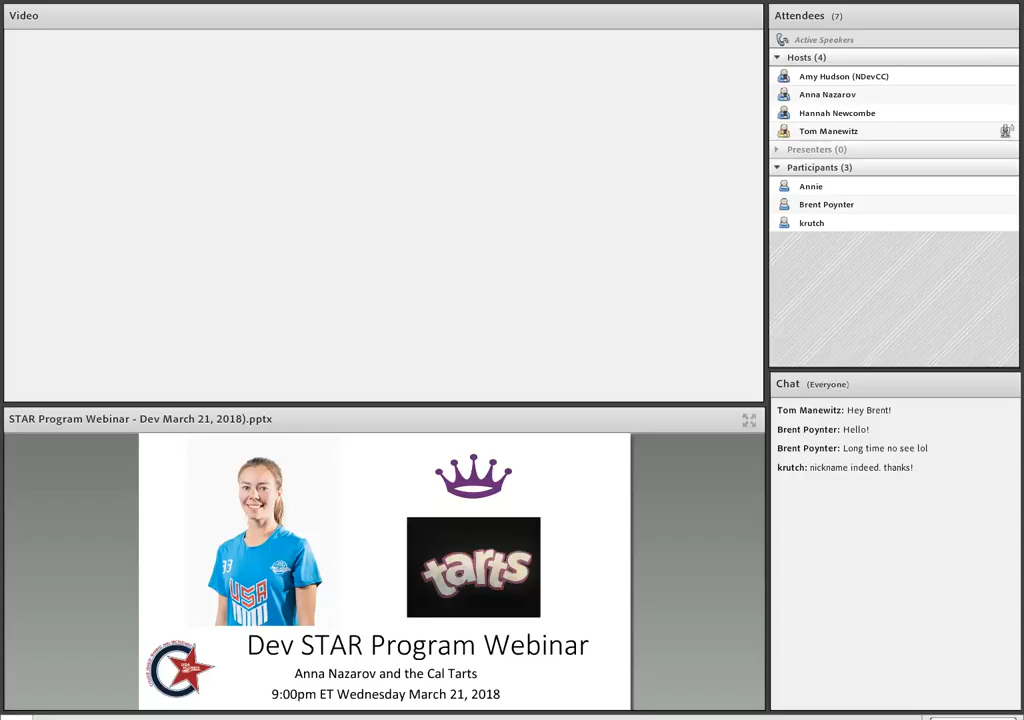 Video
Attendees (7)
Active Speakers
Hosts (4)
Amy Hudson (NDevCC)
Anna Nazarov
Hannah Newcombe
Tom Manewitz
Presenters (0)
Participants (3)
Annie
Brent Poynter
krutch
Chat (Everyone)
Tom Manewitz: Hey Brent!
Brent Poynter: Hello!
Brent Poynter: Long time no see lol
krutch: nickname indeed. thanks!
STAR Program Webinar - Dev March 21, 2018).pptx
33
USA
tarts
Dev STAR Program Webinar
Anna Nazarov and the Cal Tarts
9:00pm ET Wednesday March 21, 2018